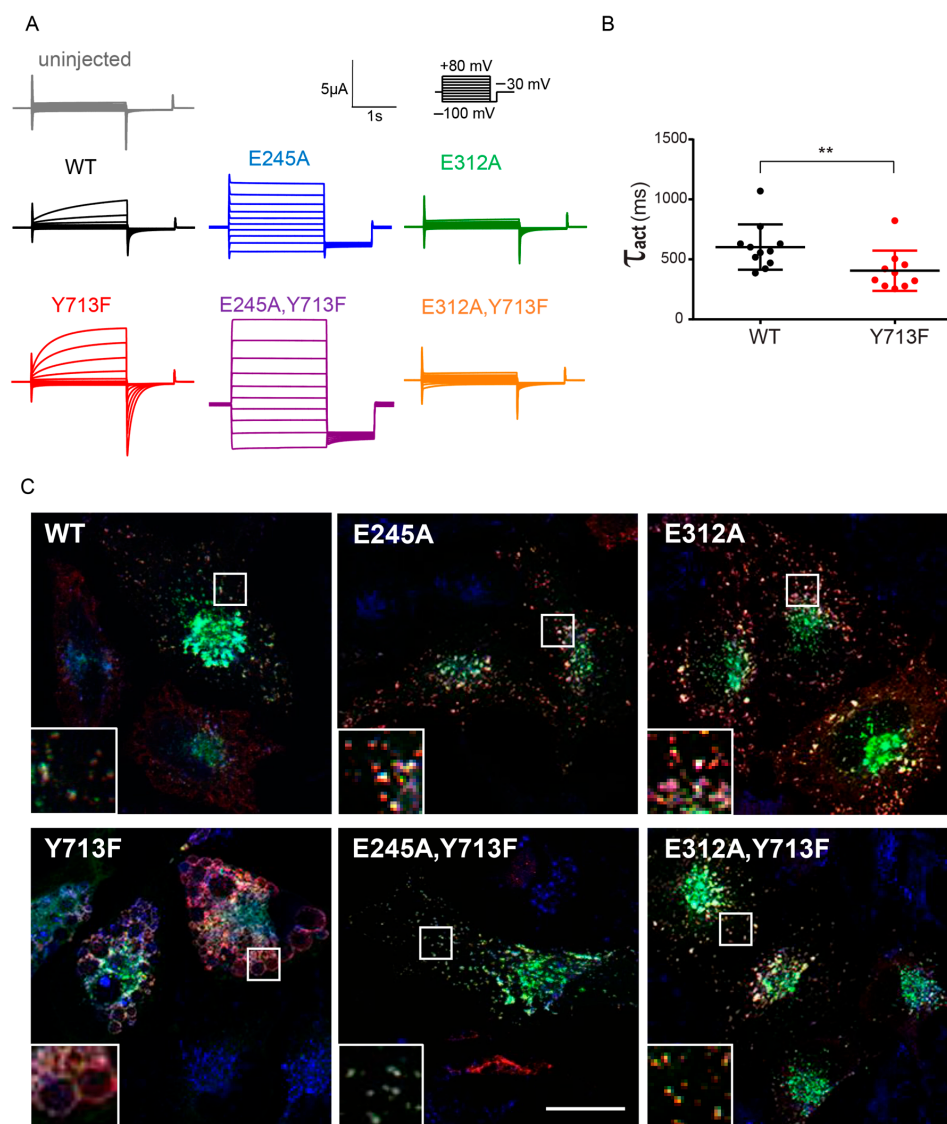 A
B
uninjected
+80 mV
−30 mV
5μA
1s
−100 mV
WT
E245A
E312A
Y713F
E245A,Y713F
E312A,Y713F
1500
**
1000
500
0
τact (ms)
WT
Y713F
C
WT
E245A
E312A
Y713F
E245A,Y713F
E312A,Y713F